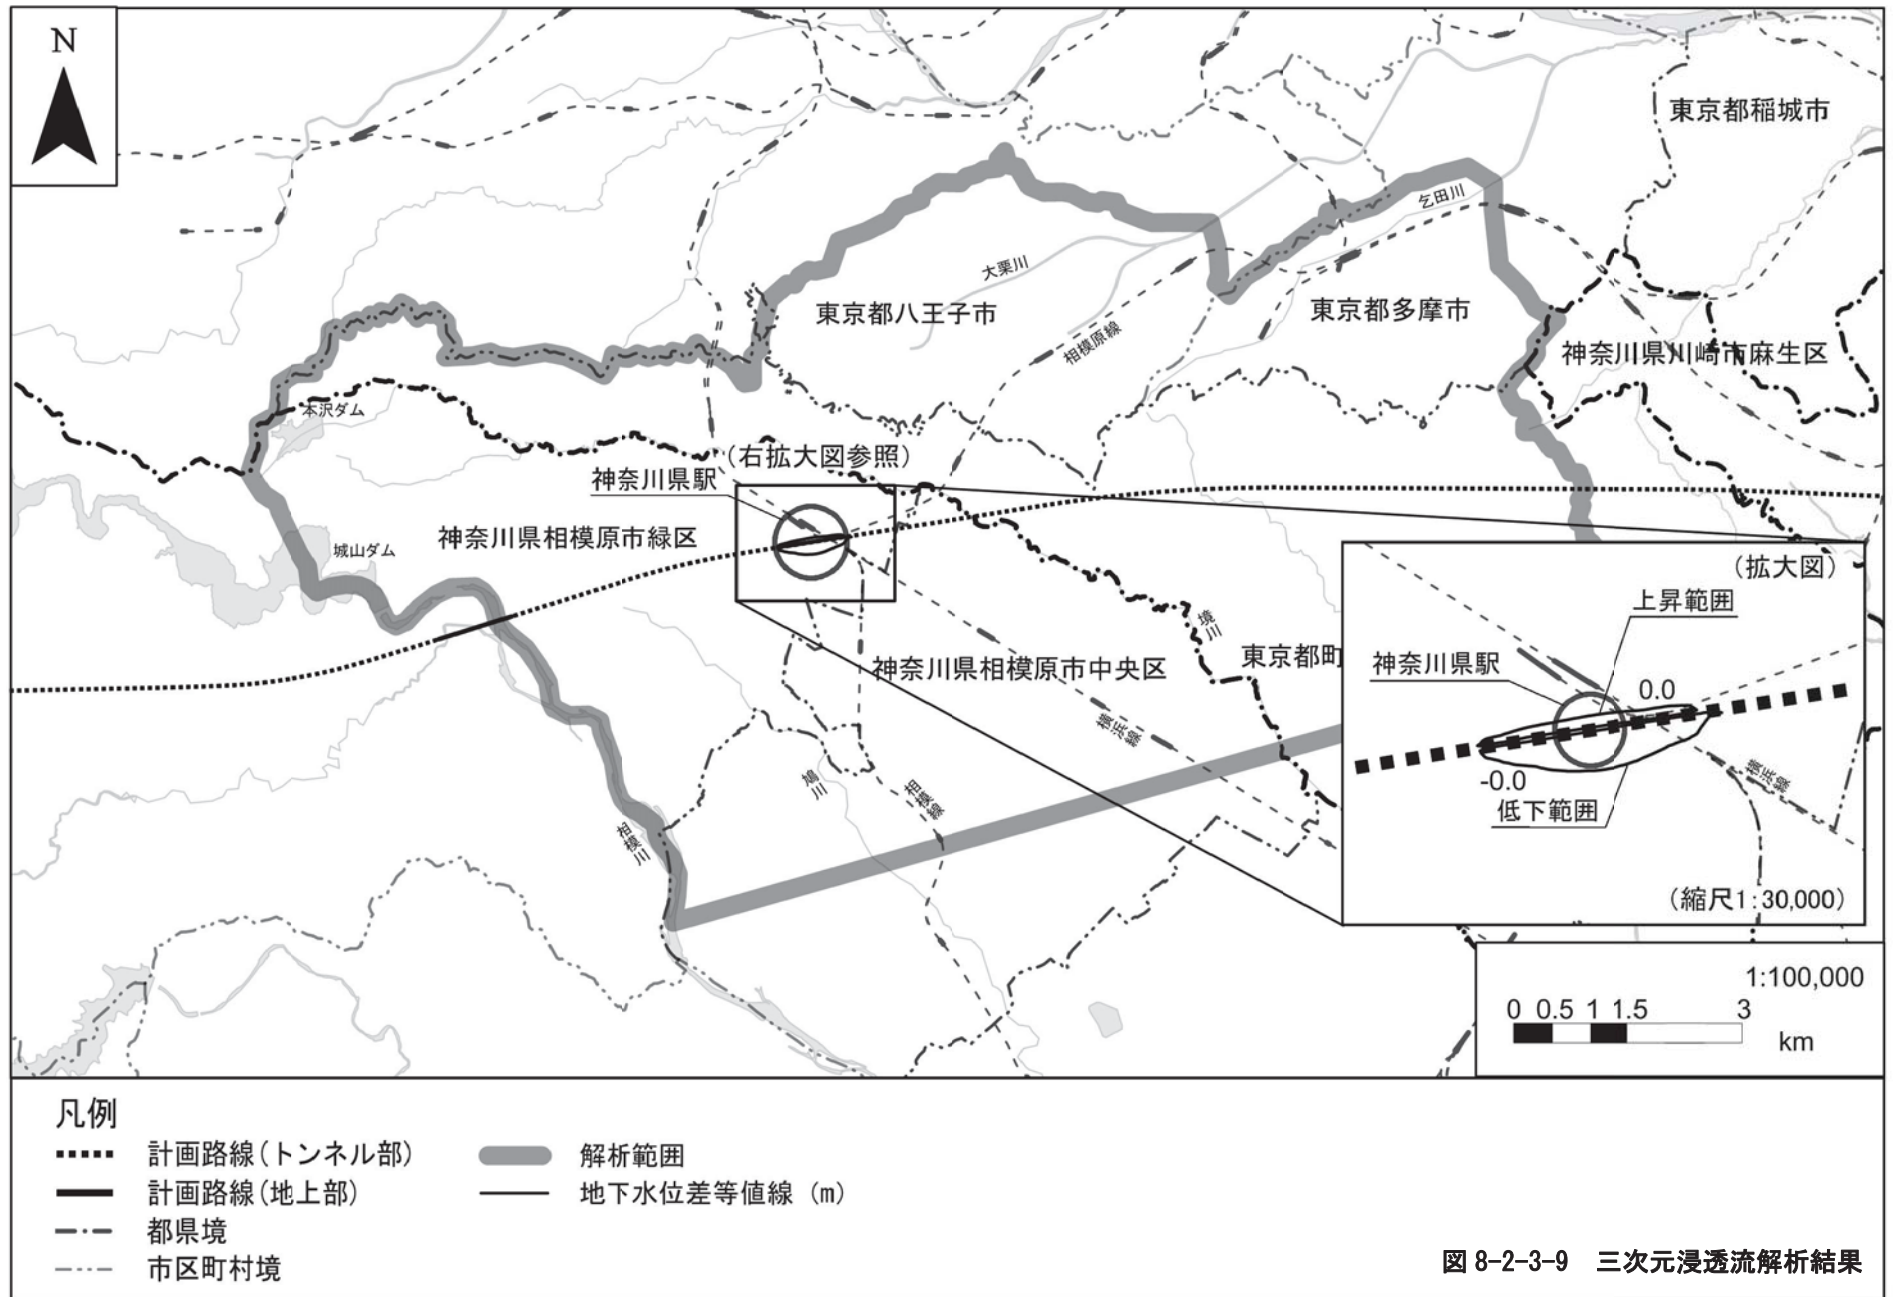 N
東京都稲城市
乞田川
大栗川
東京都八王子市
東京都多摩市
相模原線
神奈川県川崎市麻生区
本沢ダム
(右拡大図参照)
神奈川県駅
神奈川県相模原市緑区
城山ダム
境川
東京都町
神奈川県相模原市中央区
横浜線
鳩川
相模線
相模川
(拡大図)
上昇範囲
神奈川県駅
0.0
-0.0
低下範囲
横浜線
(縮尺1:30,000)
1:100,000
0 0.5 1 1.5 3
km
凡例
計画路線(トンネル部)
計画路線(地上部)
都県境
市区町村境
解析範囲
地下水位差等値線 (m)
図 8-2-3-9 三次元浸透流解析結果